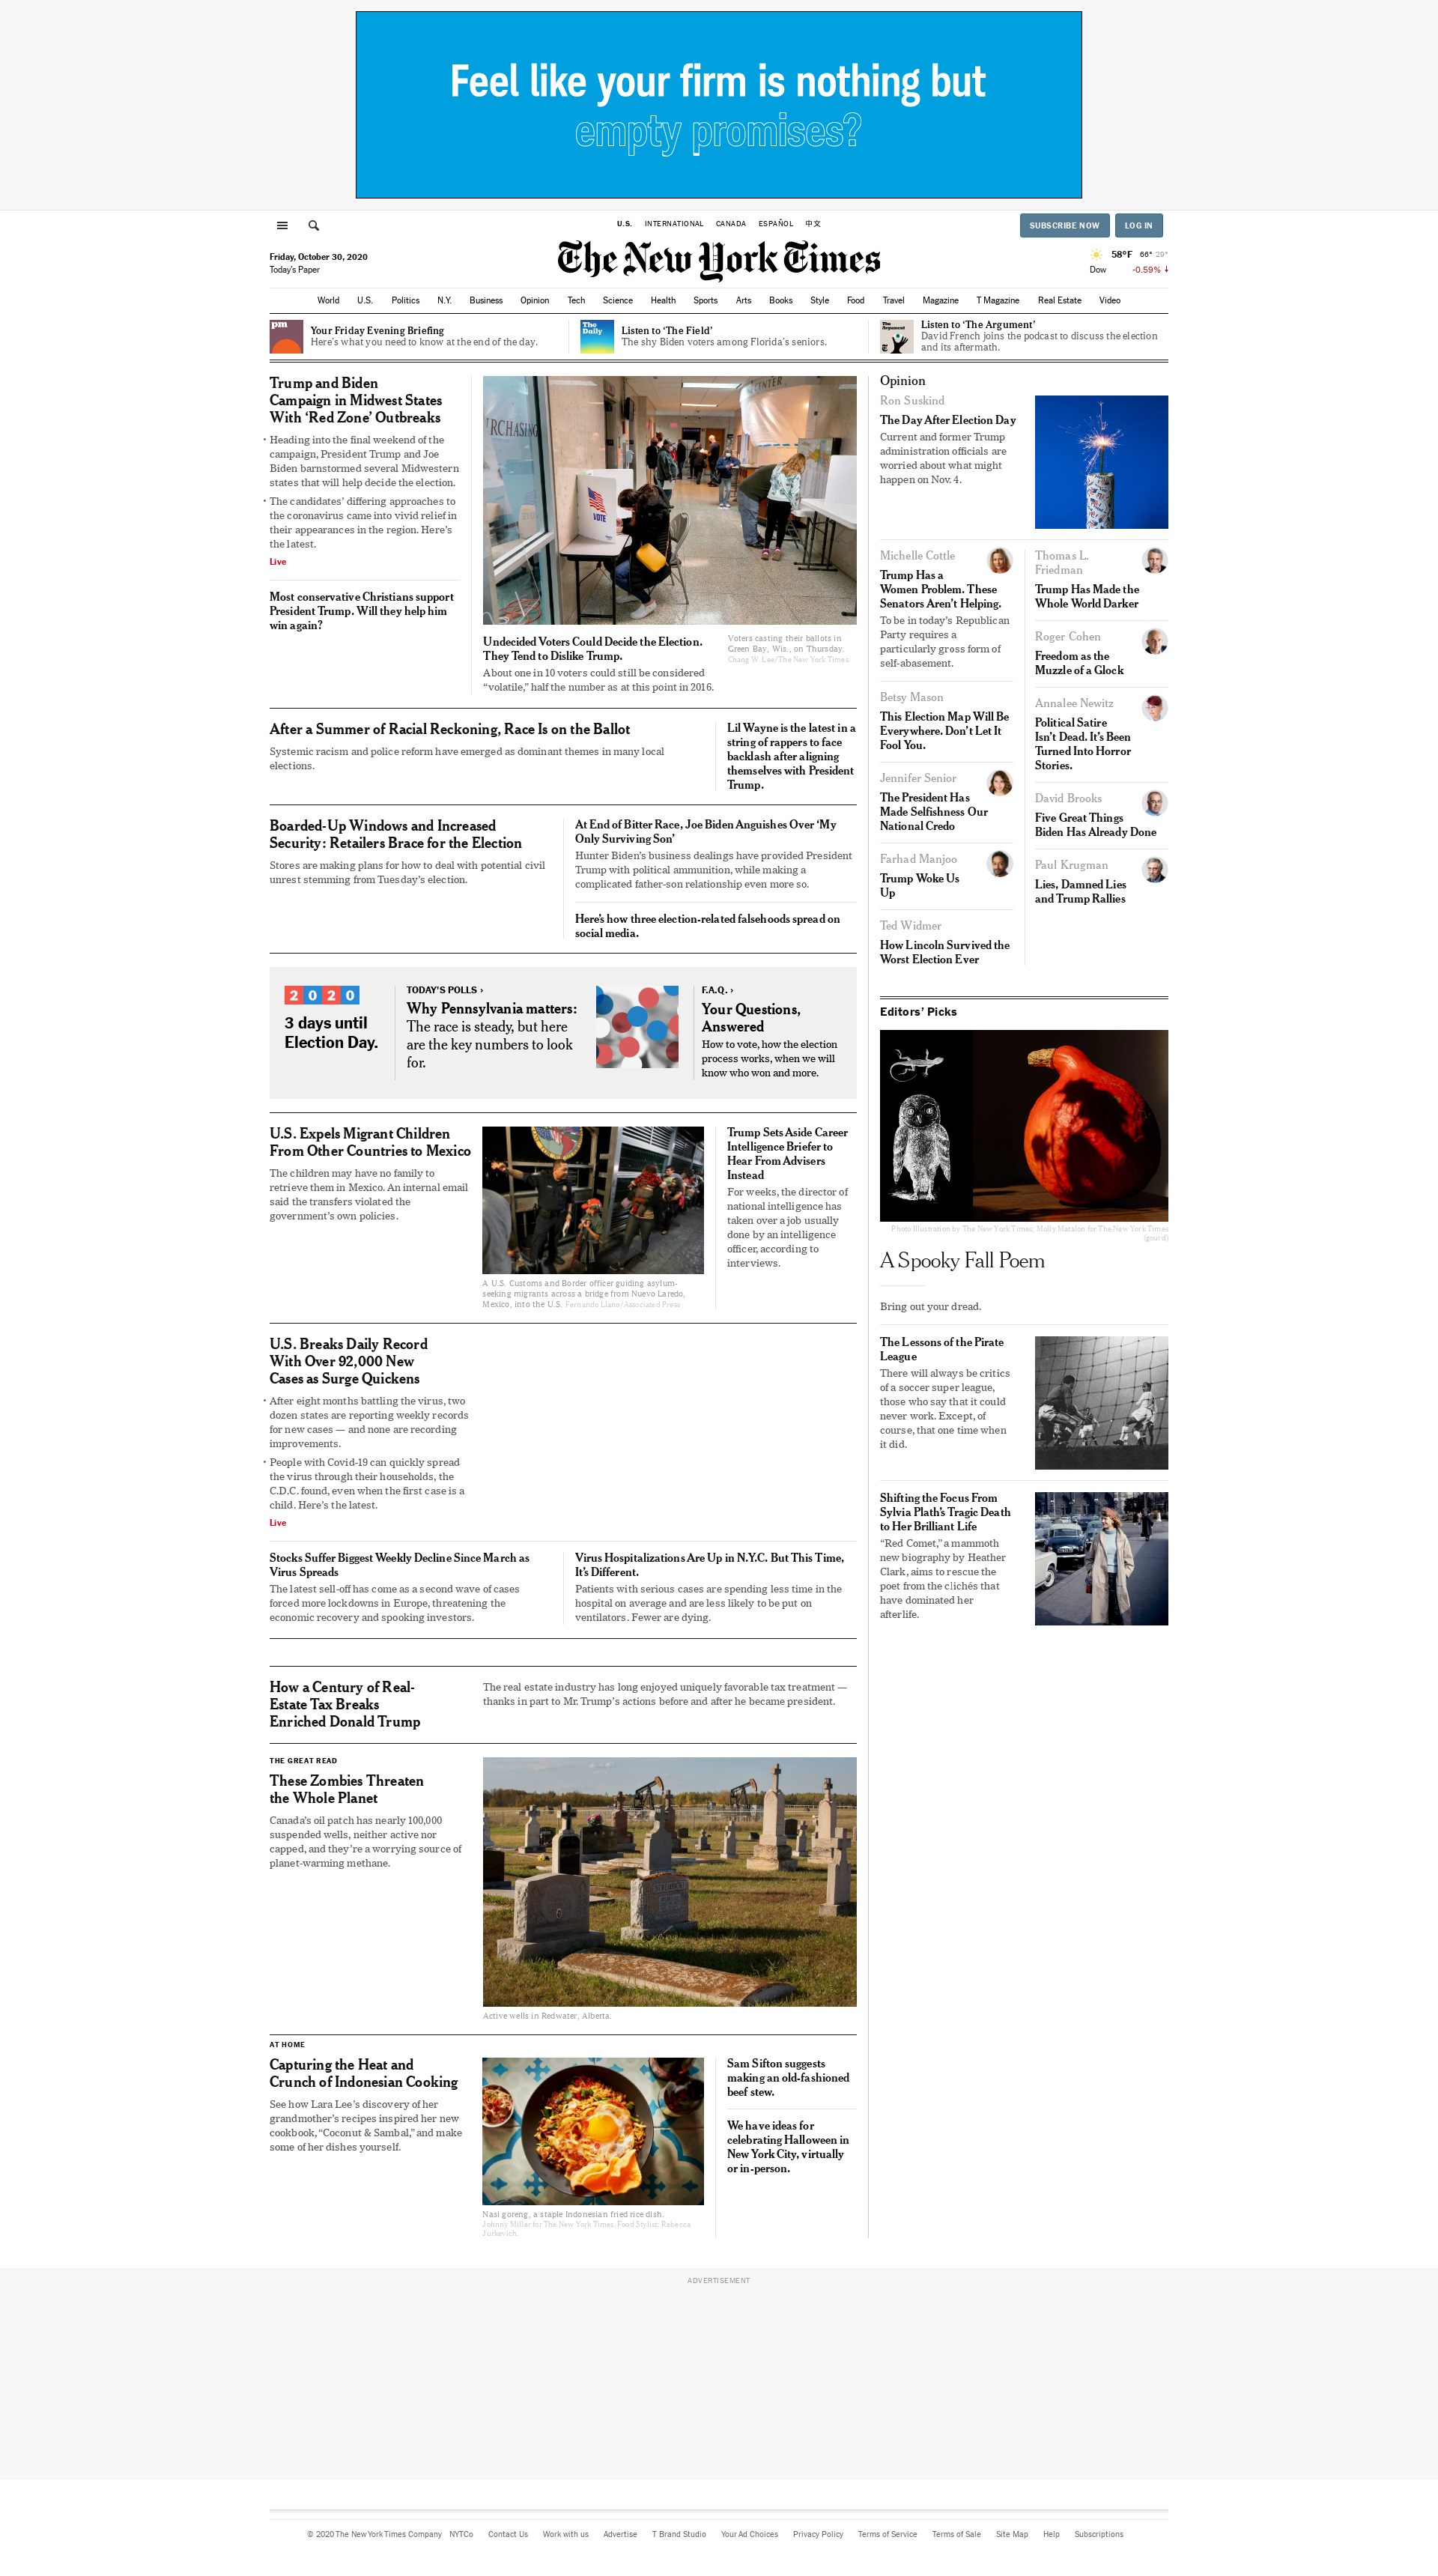 Feel like your firm is nothing but
empty promises?
U.S.
INTERNATIONAL
CANADA
ESPAÑOL
中文
SUBSCRIBE NOW
LOG IN
Friday, October 30, 2020
Today's Paper
The New York Times
58°F 66° 29°
Dow -0.59%
World
U.S.
Politics
N.Y.
Business
Opinion
Tech
Science
Health
Sports
Arts
Books
Style
Food
Travel
Magazine
T Magazine
Real Estate
Video
pm
Your Friday Evening Briefing
Here's what you need to know at the end of the day.
The
Daily
Listen to 'The Field'
The shy Biden voters among Florida's seniors.
The
Argument
Listen to 'The Argument'
David French joins the podcast to discuss the election
and its aftermath.
Trump and Biden
Campaign in Midwest States
With 'Red Zone' Outbreaks
• Heading into the final weekend of the
campaign, President Trump and Joe
Biden barnstormed several Midwestern
states that will help decide the election.
• The candidates' differing approaches to
the coronavirus came into vivid relief in
their appearances in the region. Here's
the latest.
Live
Most conservative Christians support
President Trump. Will they help him
win again?
VOTE
Undecided Voters Could Decide the Election.
They Tend to Dislike Trump.
About one in 10 voters could still be considered
“volatile,” half the number as at this point in 2016.
Voters casting their ballots in
Green Bay, Wis., on Thursday.
Chang W. Lee/The New York Times
After a Summer of Racial Reckoning, Race Is on the Ballot
Systemic racism and police reform have emerged as dominant themes in many local
elections.
Lil Wayne is the latest in a
string of rappers to face
backlash after aligning
themselves with President
Trump.
Boarded-Up Windows and Increased
Security: Retailers Brace for the Election
Stores are making plans for how to deal with potential civil
unrest stemming from Tuesday's election.
At End of Bitter Race, Joe Biden Anguishes Over 'My
Only Surviving Son'
Hunter Biden's business dealings have provided President
Trump with political ammunition, while making a
complicated father-son relationship even more so.
Here's how three election-related falsehoods spread on
social media.
2020
3 days until
Election Day.
TODAY'S POLLS ›
Why Pennsylvania matters:
The race is steady, but here
are the key numbers to look
for.
F.A.Q. ›
Your Questions,
Answered
How to vote, how the election
process works, when we will
know who won and more.
U.S. Expels Migrant Children
From Other Countries to Mexico
The children may have no family to
retrieve them in Mexico. An internal email
said the transfers violated the
government's own policies.
A U.S. Customs and Border officer guiding asylum-
seeking migrants across a bridge from Nuevo Laredo,
Mexico, into the U.S. Fernando Llano/Associated Press
Trump Sets Aside Career
Intelligence Briefer to
Hear From Advisers
Instead
For weeks, the director of
national intelligence has
taken over a job usually
done by an intelligence
officer, according to
interviews.
U.S. Breaks Daily Record
With Over 92,000 New
Cases as Surge Quickens
• After eight months battling the virus, two
dozen states are reporting weekly records
for new cases — and none are recording
improvements.
• People with Covid-19 can quickly spread
the virus through their households, the
C.D.C. found, even when the first case is a
child. Here's the latest.
Live
Stocks Suffer Biggest Weekly Decline Since March as
Virus Spreads
The latest sell-off has come as a second wave of cases
forced more lockdowns in Europe, threatening the
economic recovery and spooking investors.
Virus Hospitalizations Are Up in N.Y.C. But This Time,
It's Different.
Patients with serious cases are spending less time in the
hospital on average and are less likely to be put on
ventilators. Fewer are dying.
How a Century of Real-
Estate Tax Breaks
Enriched Donald Trump
The real estate industry has long enjoyed uniquely favorable tax treatment —
thanks in part to Mr. Trump's actions before and after he became president.
THE GREAT READ
These Zombies Threaten
the Whole Planet
Canada's oil patch has nearly 100,000
suspended wells, neither active nor
capped, and they're a worrying source of
planet-warming methane.
Active wells in Redwater, Alberta.
AT HOME
Capturing the Heat and
Crunch of Indonesian Cooking
See how Lara Lee's discovery of her
grandmother's recipes inspired her new
cookbook, “Coconut & Sambal,” and make
some of her dishes yourself.
Nasi goreng, a staple Indonesian fried rice dish.
Johnny Miller for The New York Times. Food Stylist: Rebecca
Jurkevich.
Sam Sifton suggests
making an old-fashioned
beef stew.
We have ideas for
celebrating Halloween in
New York City, virtually
or in-person.
Opinion
Ron Suskind
The Day After Election Day
Current and former Trump
administration officials are
worried about what might
happen on Nov. 4.
Michelle Cottle
Trump Has a
Women Problem. These
Senators Aren't Helping.
To be in today's Republican
Party requires a
particularly gross form of
self-abasement.
Betsy Mason
This Election Map Will Be
Everywhere. Don't Let It
Fool You.
Jennifer Senior
The President Has
Made Selfishness Our
National Credo
Farhad Manjoo
Trump Woke Us
Up
Ted Widmer
How Lincoln Survived the
Worst Election Ever
Thomas L.
Friedman
Trump Has Made the
Whole World Darker
Roger Cohen
Freedom as the
Muzzle of a Glock
Annalee Newitz
Political Satire
Isn't Dead. It's Been
Turned Into Horror
Stories.
David Brooks
Five Great Things
Biden Has Already Done
Paul Krugman
Lies, Damned Lies
and Trump Rallies
Editors' Picks
Photo Illustration by The New York Times; Molly Matalon for The New York Times
(gourd)
A Spooky Fall Poem
Bring out your dread.
The Lessons of the Pirate
League
There will always be critics
of a soccer super league,
those who say that it could
never work. Except, of
course, that one time when
it did.
Shifting the Focus From
Sylvia Plath's Tragic Death
to Her Brilliant Life
“Red Comet,” a mammoth
new biography by Heather
Clark, aims to rescue the
poet from the clichés that
have dominated her
afterlife.
ADVERTISEMENT
© 2020 The New York Times Company
NYTCo
Contact Us
Work with us
Advertise
T Brand Studio
Your Ad Choices
Privacy Policy
Terms of Service
Terms of Sale
Site Map
Help
Subscriptions